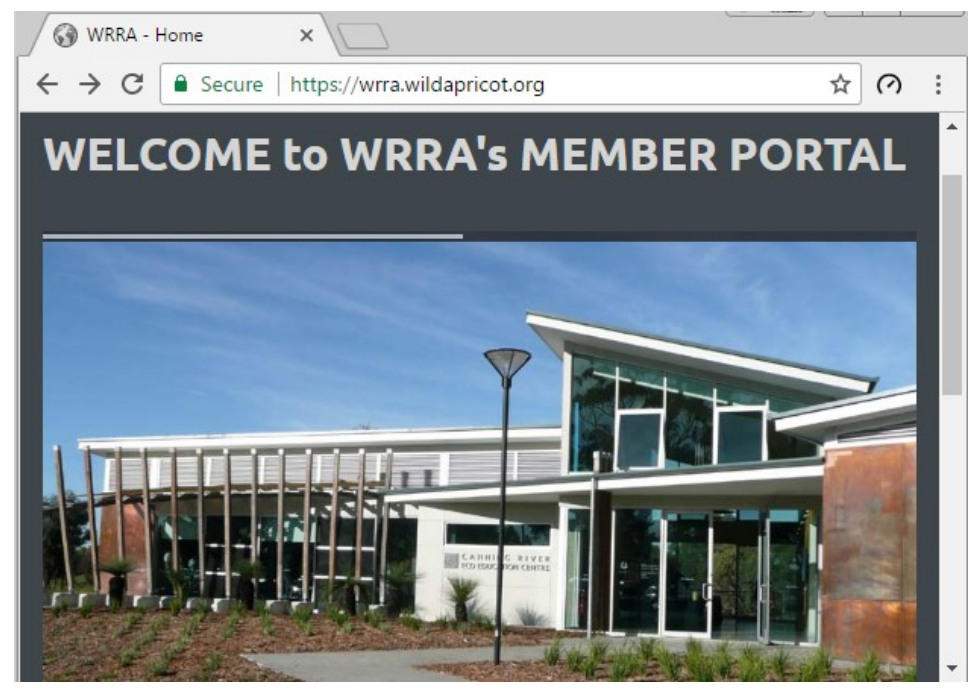 WRRA - Home
Secure
https://wrra.wildapricot.org
WELCOME to WRRA's MEMBER PORTAL
CANNING RIVER
ECO EDUCATION CENTRE